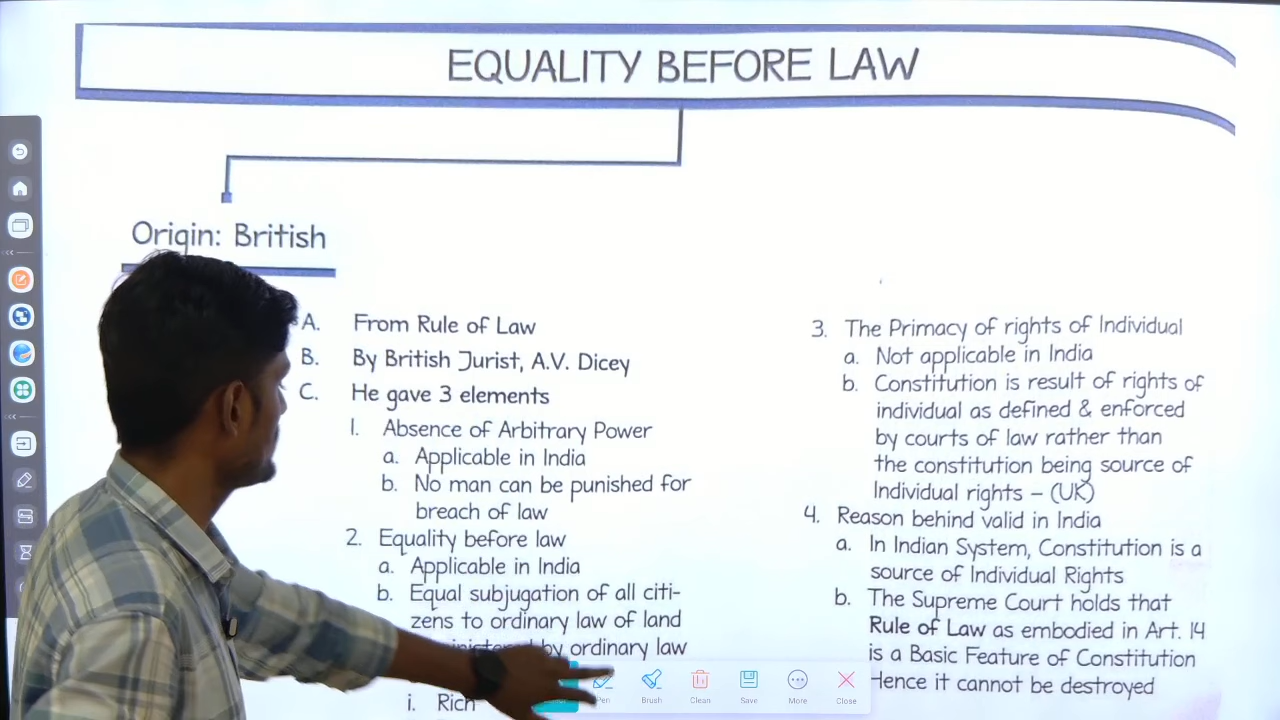 EQUALITY BEFORE LAW
Origin: British
A. From Rule of Law
B. By British Jurist, A.V. Dicey
C. He gave 3 elements
1. Absence of Arbitrary Power
a. Applicable in India
b. No man can be punished for
breach of law
2. Equality before law
a. Applicable in India
b. Equal subjugation of all citi-
zens to ordinary law of land
by ordinary law
i. Rich
3. The Primacy of rights of Individual
a. Not applicable in India
b. Constitution is result of rights of
individual as defined & enforced
by courts of law rather than
the constitution being source of
Individual rights – (UK)
4. Reason behind valid in India
a. In Indian System, Constitution is a
source of Individual Rights
b. The Supreme Court holds that
Rule of Law as embodied in Art. 14
is a Basic Feature of Constitution
Hence it cannot be destroyed
Pen Brush Clean Save More Close